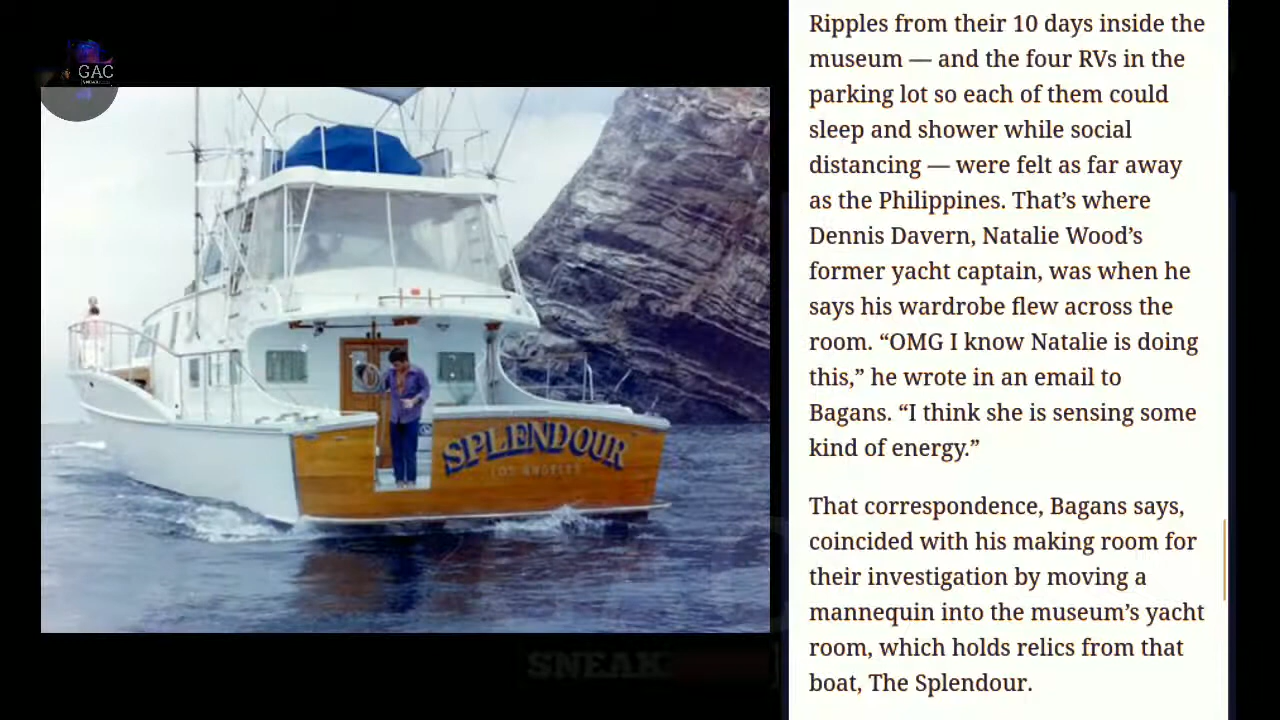 GAC
SPLENDOUR
LOS ANGELES
SNEAK
Ripples from their 10 days inside the
museum — and the four RVs in the
parking lot so each of them could
sleep and shower while social
distancing — were felt as far away
as the Philippines. That’s where
Dennis Davern, Natalie Wood’s
former yacht captain, was when he
says his wardrobe flew across the
room. “OMG I know Natalie is doing
this,” he wrote in an email to
Bagans. “I think she is sensing some
kind of energy.”
That correspondence, Bagans says,
coincided with his making room for
their investigation by moving a
mannequin into the museum’s yacht
room, which holds relics from that
boat, The Splendour.